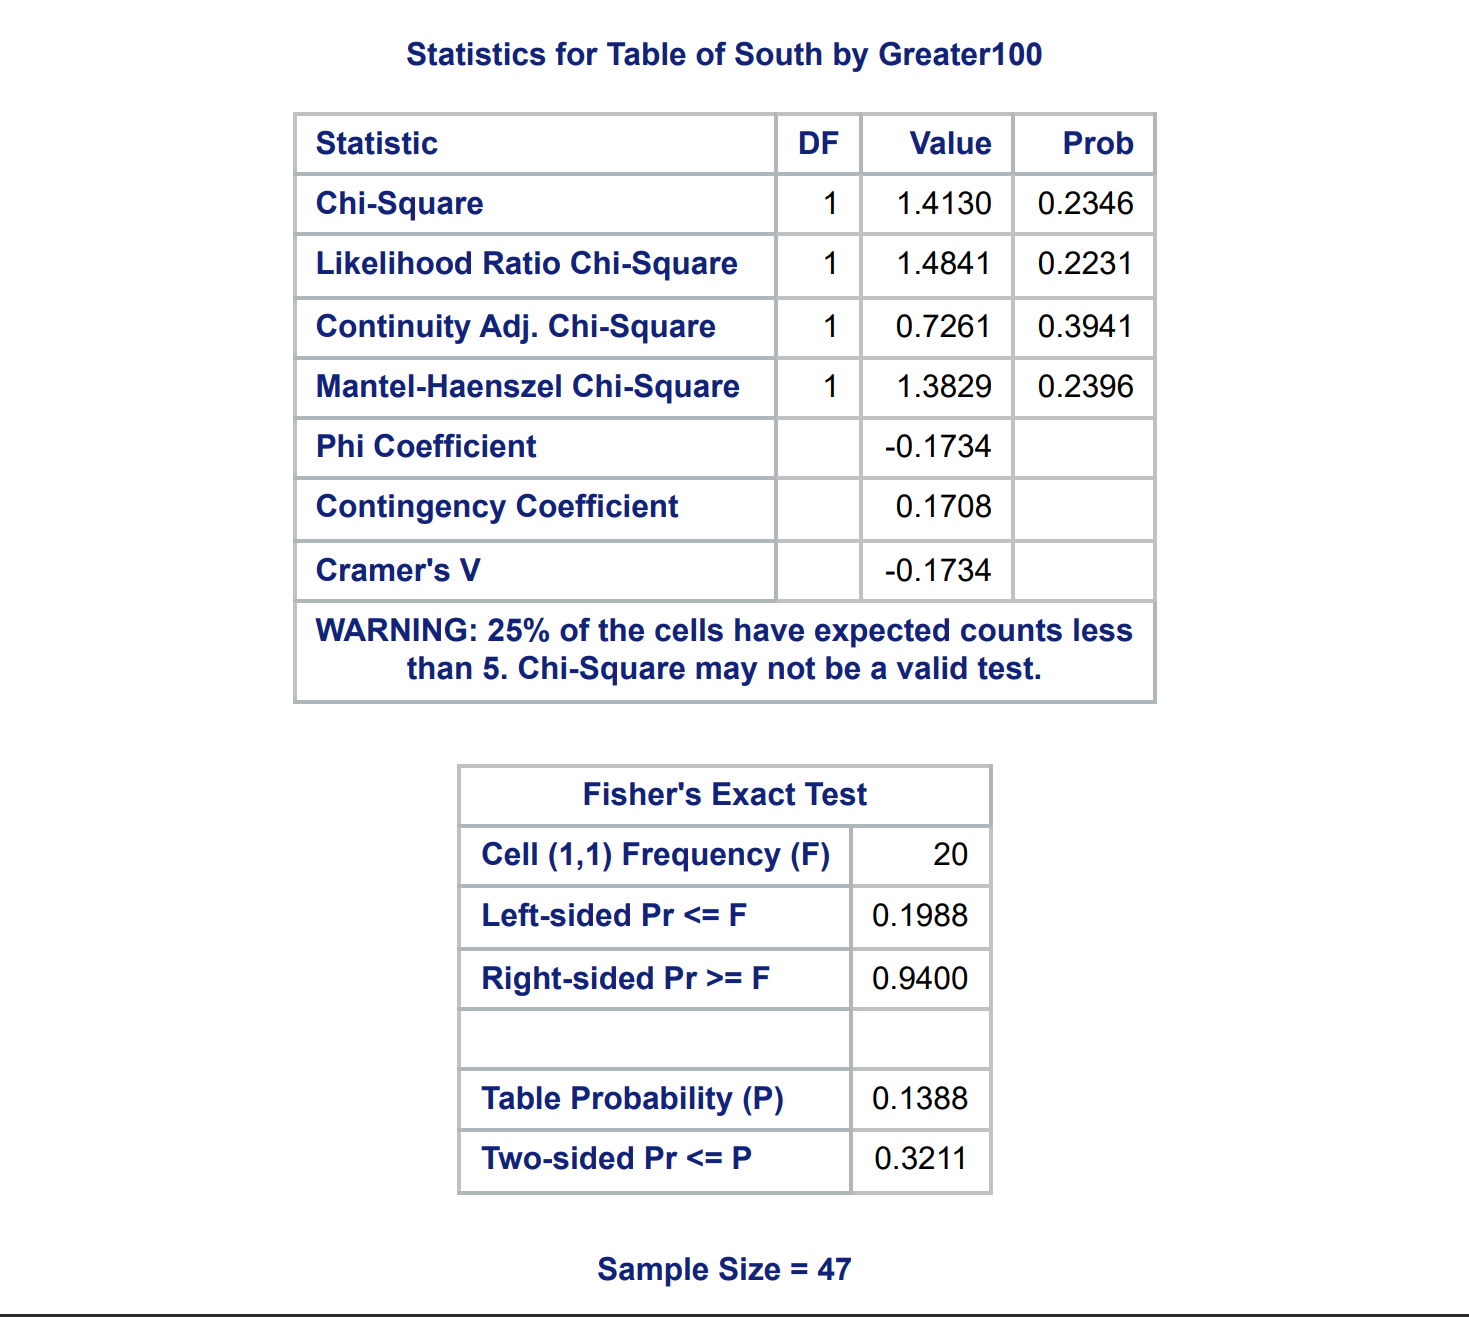 Statistics for Table of South by Greater100
Statistic DF Value Prob
Chi-Square 1 1.4130 0.2346
Likelihood Ratio Chi-Square 1 1.4841 0.2231
Continuity Adj. Chi-Square 1 0.7261 0.3941
Mantel-Haenszel Chi-Square 1 1.3829 0.2396
Phi Coefficient -0.1734
Contingency Coefficient 0.1708
Cramer's V -0.1734
WARNING: 25% of the cells have expected counts less
than 5. Chi-Square may not be a valid test.
Fisher's Exact Test
Cell (1,1) Frequency (F) 20
Left-sided Pr <= F 0.1988
Right-sided Pr >= F 0.9400
Table Probability (P) 0.1388
Two-sided Pr <= P 0.3211
Sample Size = 47